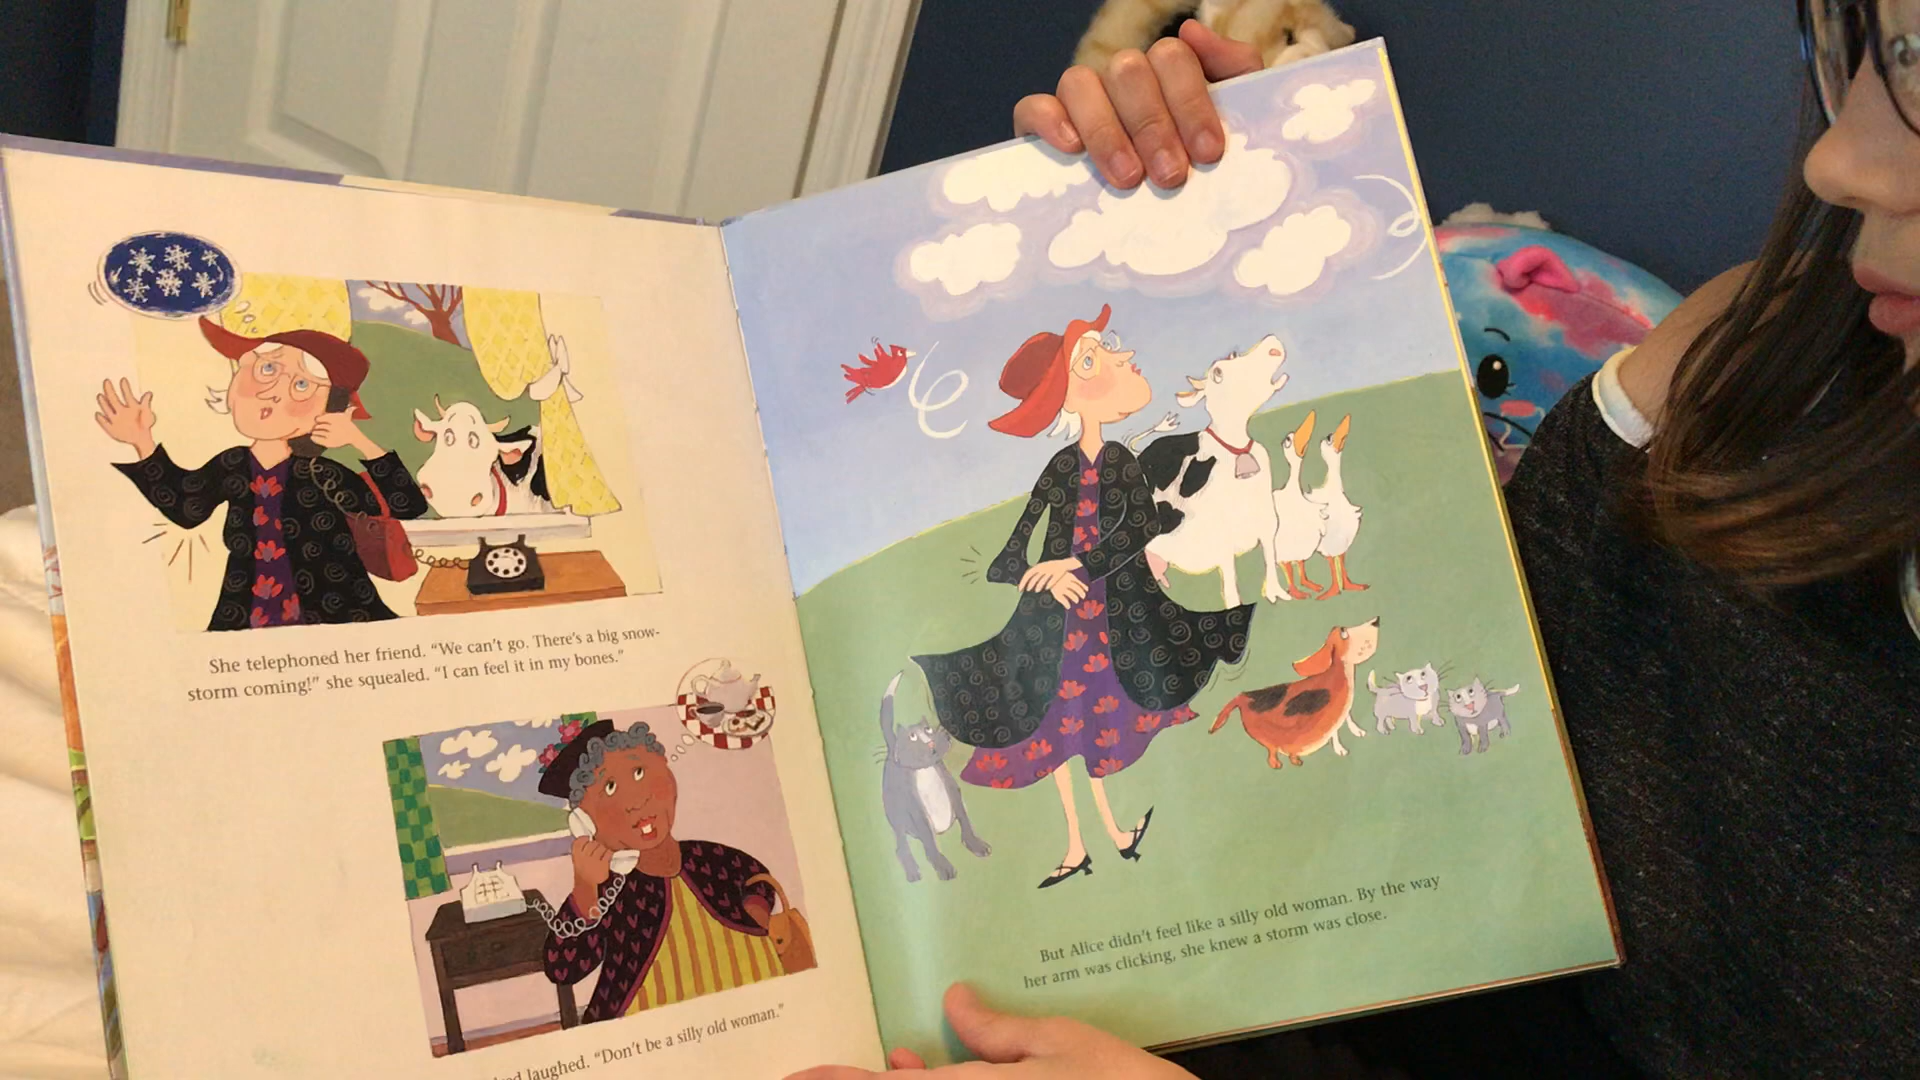 She telephoned her friend. “We can’t go. There’s a big snow-
storm coming!” she squealed. “I can feel it in my bones.”
laughed. “Don’t be a silly old woman.”
But Alice didn’t feel like a silly old woman. By the way
her arm was clicking, she knew a storm was close.